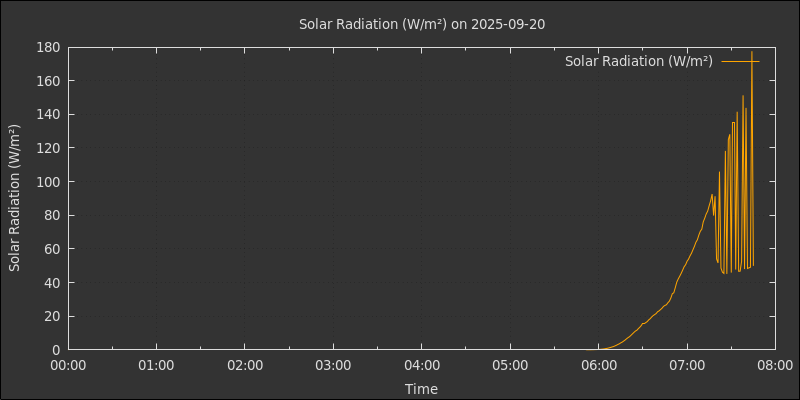 Solar Radiation (W/m²) on 2025-09-20
Solar Radiation (W/m²)
Solar Radiation (W/m²)
180
160
140
120
100
80
60
40
20
0
00:00 01:00 02:00 03:00 04:00 05:00 06:00 07:00 08:00
Time